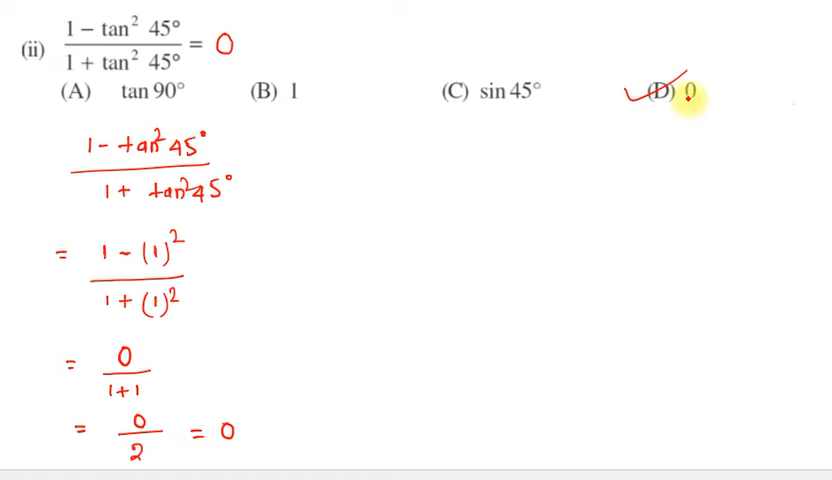 (ii) 1 − tan² 45° / 1 + tan² 45° = 0
(A) tan 90° (B) 1 (C) sin 45° (D) 0
1 - tan² 45°
1 + tan² 45°
= 1 - (1)²
1 + (1)²
= 0
1+1
= 0 / 2 = 0